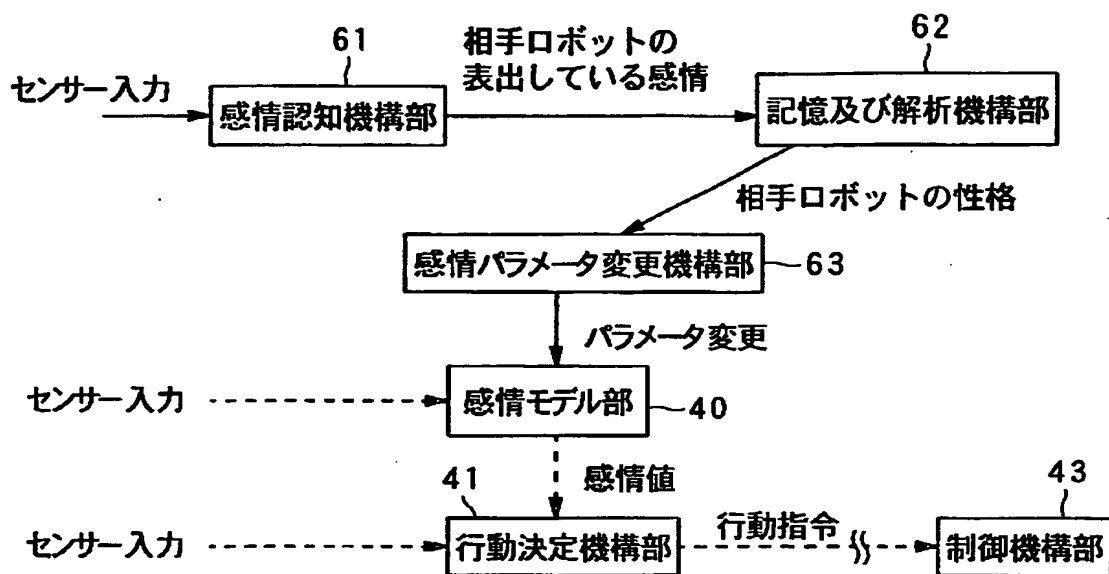 61
相手ロボットの
表出している感情
62
センサー入力
感情認知機構部
記憶及び解析機構部
相手ロボットの性格
感情パラメータ変更機構部
63
パラメータ変更
センサー入力
感情モデル部
40
感情値
41
43
センサー入力
行動決定機構部
行動指令
制御機構部